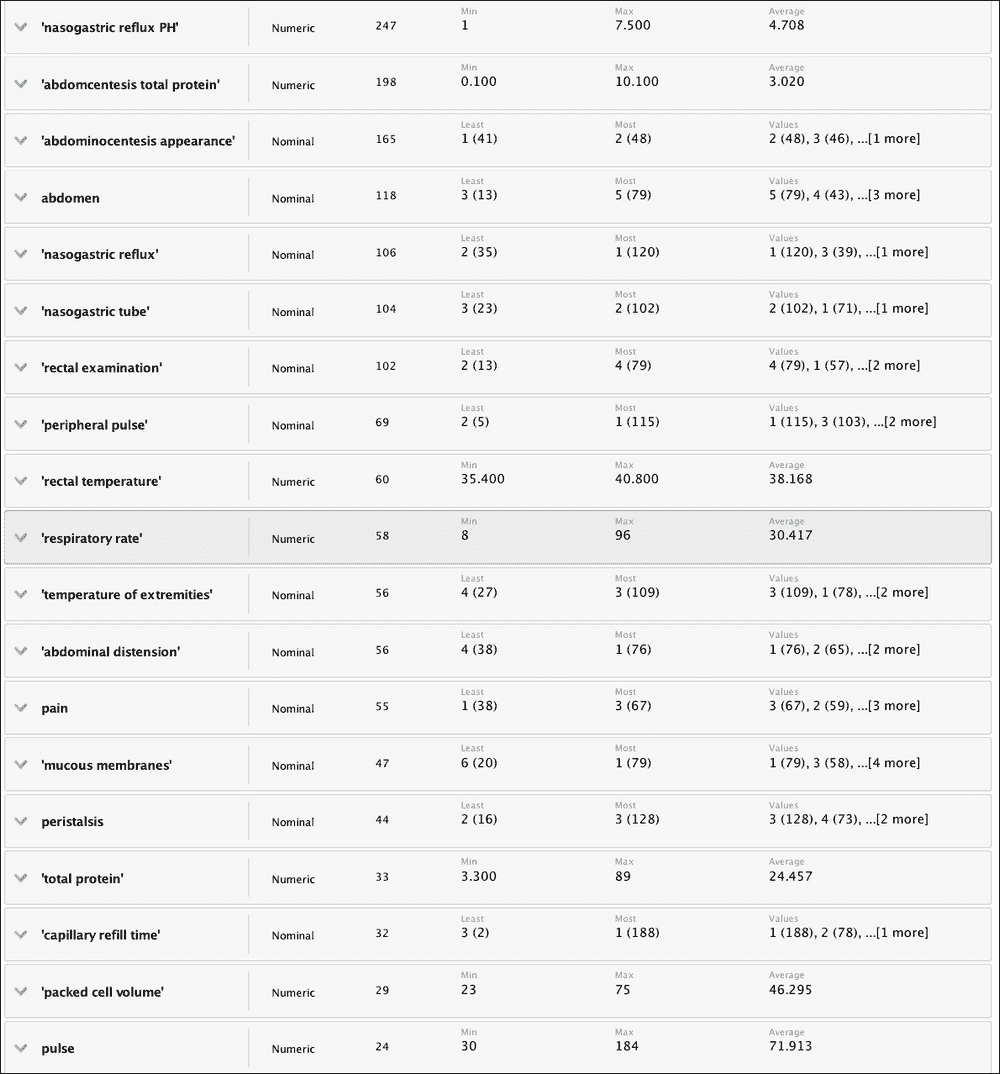 Min Max Average
'nasogastric reflux PH' Numeric 247 1 7.500 4.708
Min Max Average
'abdomcentesis total protein' Numeric 198 0.100 10.100 3.020
Least Most Values
'abdominocentesis appearance' Nominal 165 1 (41) 2 (48) 2 (48), 3 (46), ...[1 more]
Least Most Values
abdomen Nominal 118 3 (13) 5 (79) 5 (79), 4 (43), ...[3 more]
Least Most Values
'nasogastric reflux' Nominal 106 2 (35) 1 (120) 1 (120), 3 (39), ...[1 more]
Least Most Values
'nasogastric tube' Nominal 104 3 (23) 2 (102) 2 (102), 1 (71), ...[1 more]
Least Most Values
'rectal examination' Nominal 102 2 (13) 4 (79) 4 (79), 1 (57), ...[2 more]
Least Most Values
'peripheral pulse' Nominal 69 2 (5) 1 (115) 1 (115), 3 (103), ...[2 more]
Min Max Average
'rectal temperature' Numeric 60 35.400 40.800 38.168
Min Max Average
'respiratory rate' Numeric 58 8 96 30.417
Least Most Values
'temperature of extremities' Nominal 56 4 (27) 3 (109) 3 (109), 1 (78), ...[2 more]
Least Most Values
'abdominal distension' Nominal 56 4 (38) 1 (76) 1 (76), 2 (65), ...[2 more]
Least Most Values
pain Nominal 55 1 (38) 3 (67) 3 (67), 2 (59), ...[3 more]
Least Most Values
'mucous membranes' Nominal 47 6 (20) 1 (79) 1 (79), 3 (58), ...[4 more]
Least Most Values
peristalsis Nominal 44 2 (16) 3 (128) 3 (128), 4 (73), ...[2 more]
Min Max Average
'total protein' Numeric 33 3.300 89 24.457
Least Most Values
'capillary refill time' Nominal 32 3 (2) 1 (188) 1 (188), 2 (78), ...[1 more]
Min Max Average
'packed cell volume' Numeric 29 23 75 46.295
Min Max Average
pulse Numeric 24 30 184 71.913